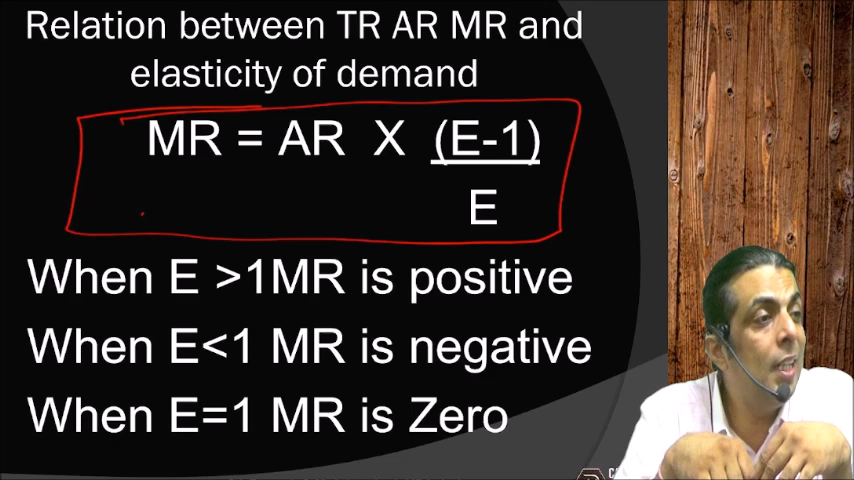 Relation between TR AR MR and
elasticity of demand
MR = AR X (E-1)
E
When E >1MR is positive
When E<1 MR is negative
When E=1 MR is Zero